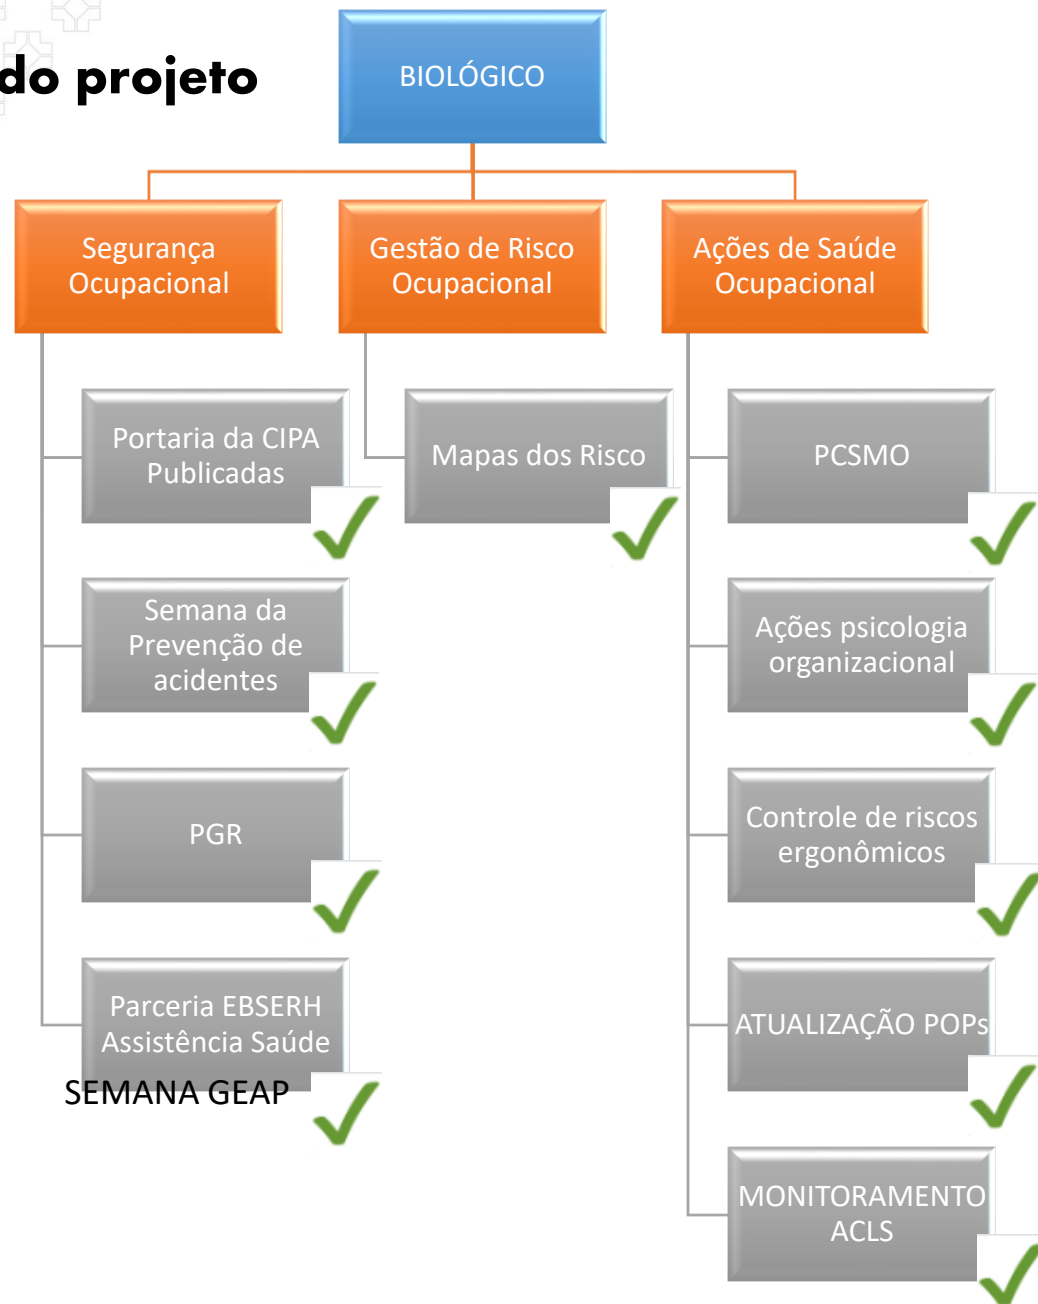 do projeto
BIOLÓGICO
Segurança
Ocupacional
Gestão de Risco
Ocupacional
Ações de Saúde
Ocupacional
Portaria da CIPA
Publicadas
Semana da
Prevenção de
acidentes
PGR
Parceria EBSERH
Assistência Saúde
SEMANA GEAP
Mapas dos Risco
PCSMO
Ações psicologia
organizacional
Controle de riscos
ergonômicos
ATUALIZAÇÃO POPs
MONITORAMENTO
ACLS